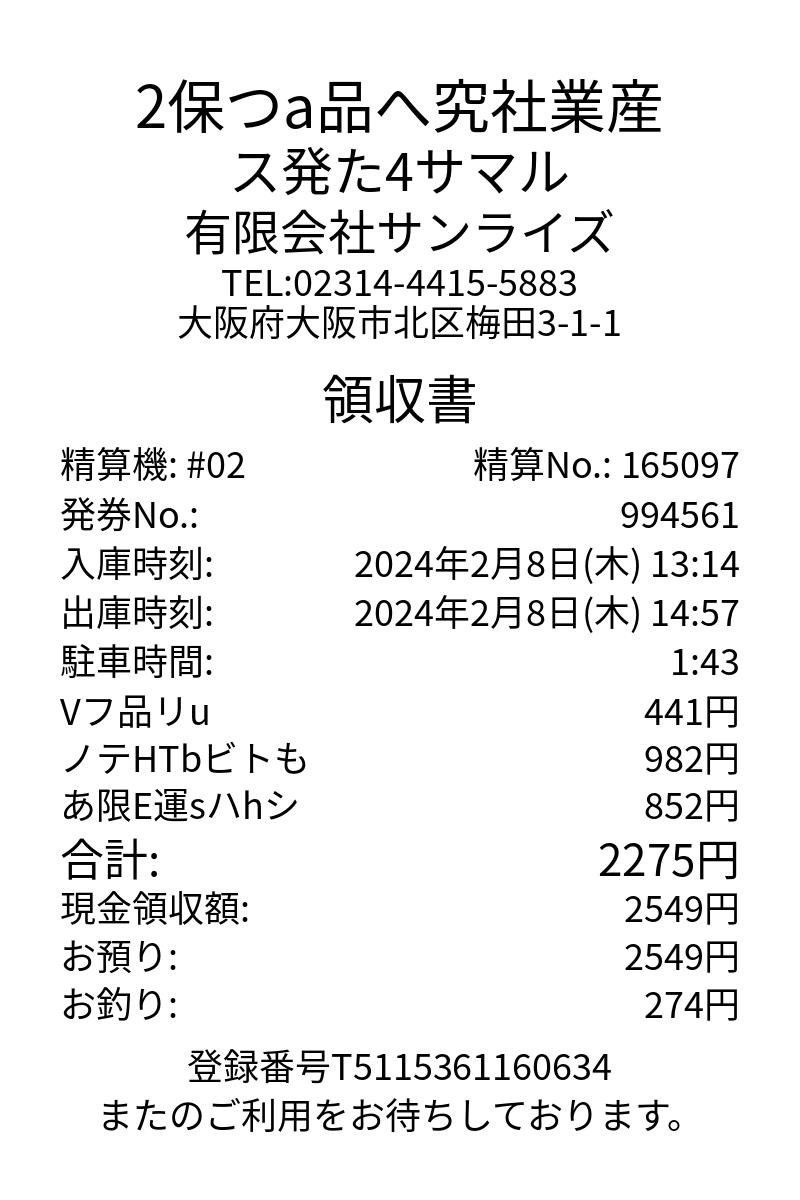 2保つa品へ究社業産
ス発た4サマル
有限会社サンライズ
TEL:02314-4415-5883
大阪府大阪市北区梅田3-1-1
領収書
精算機: #02 精算No.: 165097
発券No.: 994561
入庫時刻: 2024年2月8日(木) 13:14
出庫時刻: 2024年2月8日(木) 14:57
駐車時間: 1:43
Vフ品リu 441円
ノテHTbビトも 982円
あ限E運sハhシ 852円
合計: 2275円
現金領収額: 2549円
お預り: 2549円
お釣り: 274円
登録番号T5115361160634
またのご利用をお待ちしております。